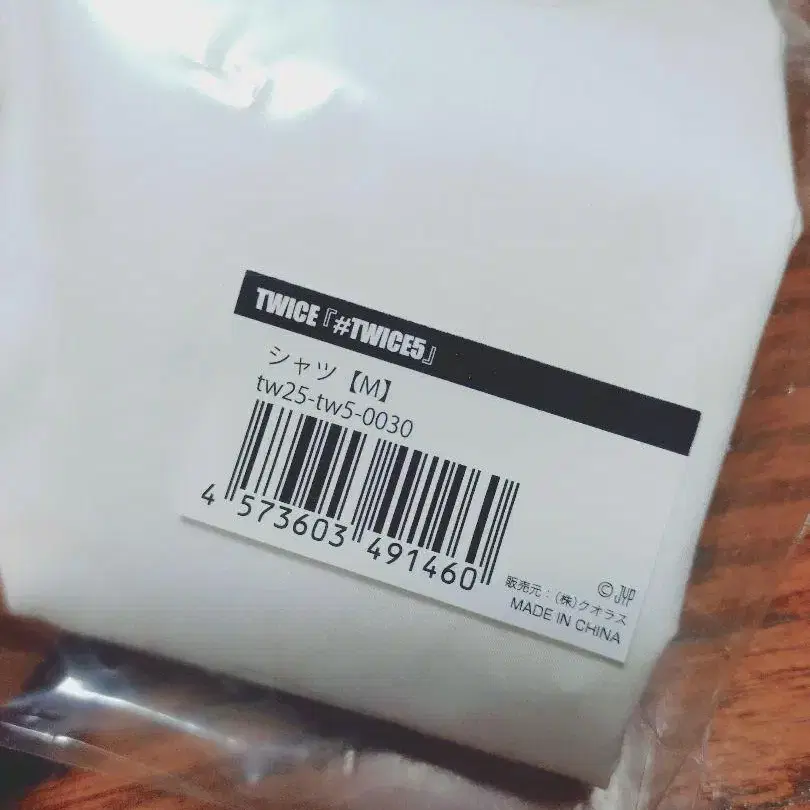 TWICE『#TWICE5』
シャツ【M】
tw25-tw5-0030
4 573603 491460
© JYP
販売元:(株)クオラス
MADE IN CHINA